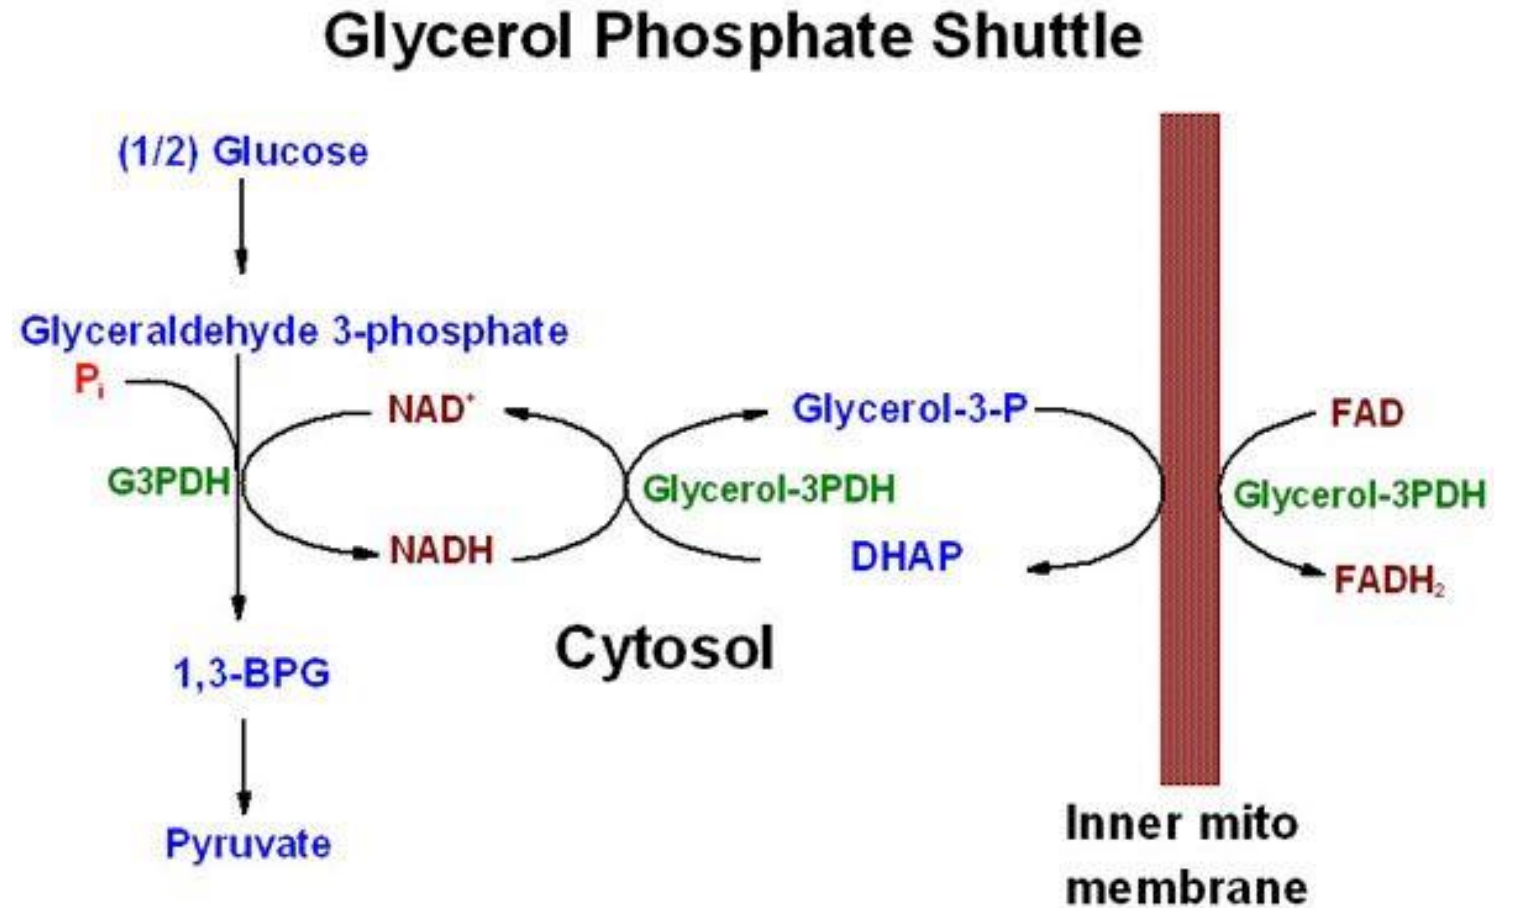 Glycerol Phosphate Shuttle
(1/2) Glucose
Glyceraldehyde 3-phosphate
Pi
NAD+
Glycerol-3-P
FAD
G3PDH
Glycerol-3PDH
Glycerol-3PDH
NADH
DHAP
FADH2
1,3-BPG
Cytosol
Pyruvate
Inner mito
membrane